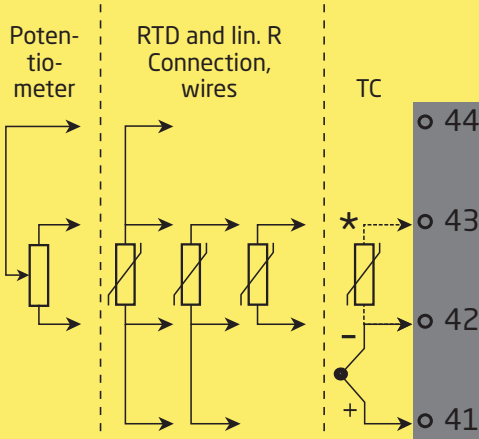 Poten-
tio-
meter
RTD and lin. R
Connection,
wires
TC
44
*
43
42
-
+
41